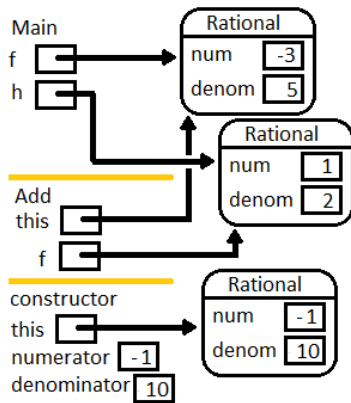 Main
f
h
Rational
num -3
denom 5
Rational
num 1
denom 2
Add
this
f
constructor
this
numerator -1
denominator 10
Rational
num -1
denom 10